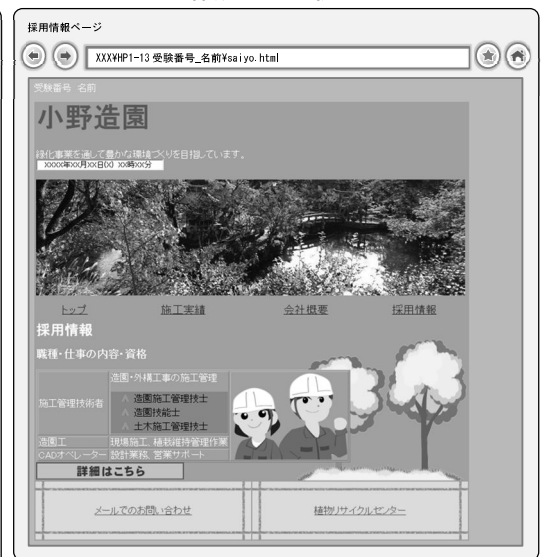 採用情報ページ
XXX¥HP1-13 受験番号_名前¥saiyo.html
受験番号 名前
小野造園
緑化事業を通して豊かな環境づくりを目指しています。
xxxx年xx月xx日(x) xx時xx分
トップ 施工実績 会社概要 採用情報
採用情報
職種・仕事の内容・資格
造園・外構工事の施工管理
施工管理技術者
造園施工管理技士
造園技能士
土木施工管理技士
造園工 現場施工、植栽維持管理作業
CADオペレーター 設計業務、営業サポート
詳細はこちら
メールでのお問い合わせ 植物リサイクルセンター